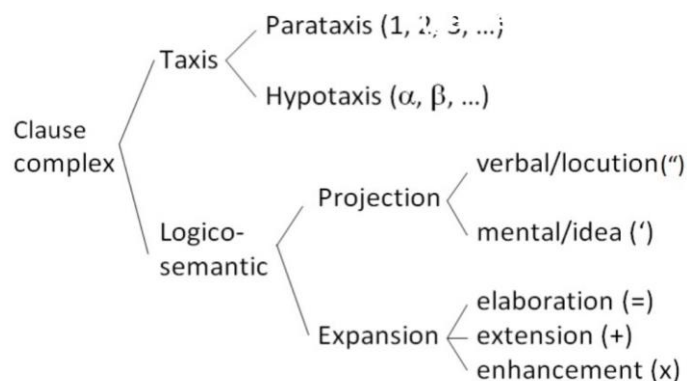 Parataxis (1, 2, 3, ...)
Taxis
Hypotaxis (α, β, ...)
Clause
complex
verbal/locution(“)
Projection
Logico-
semantic
mental/idea (‘)
elaboration (=)
Expansion
extension (+)
enhancement (x)